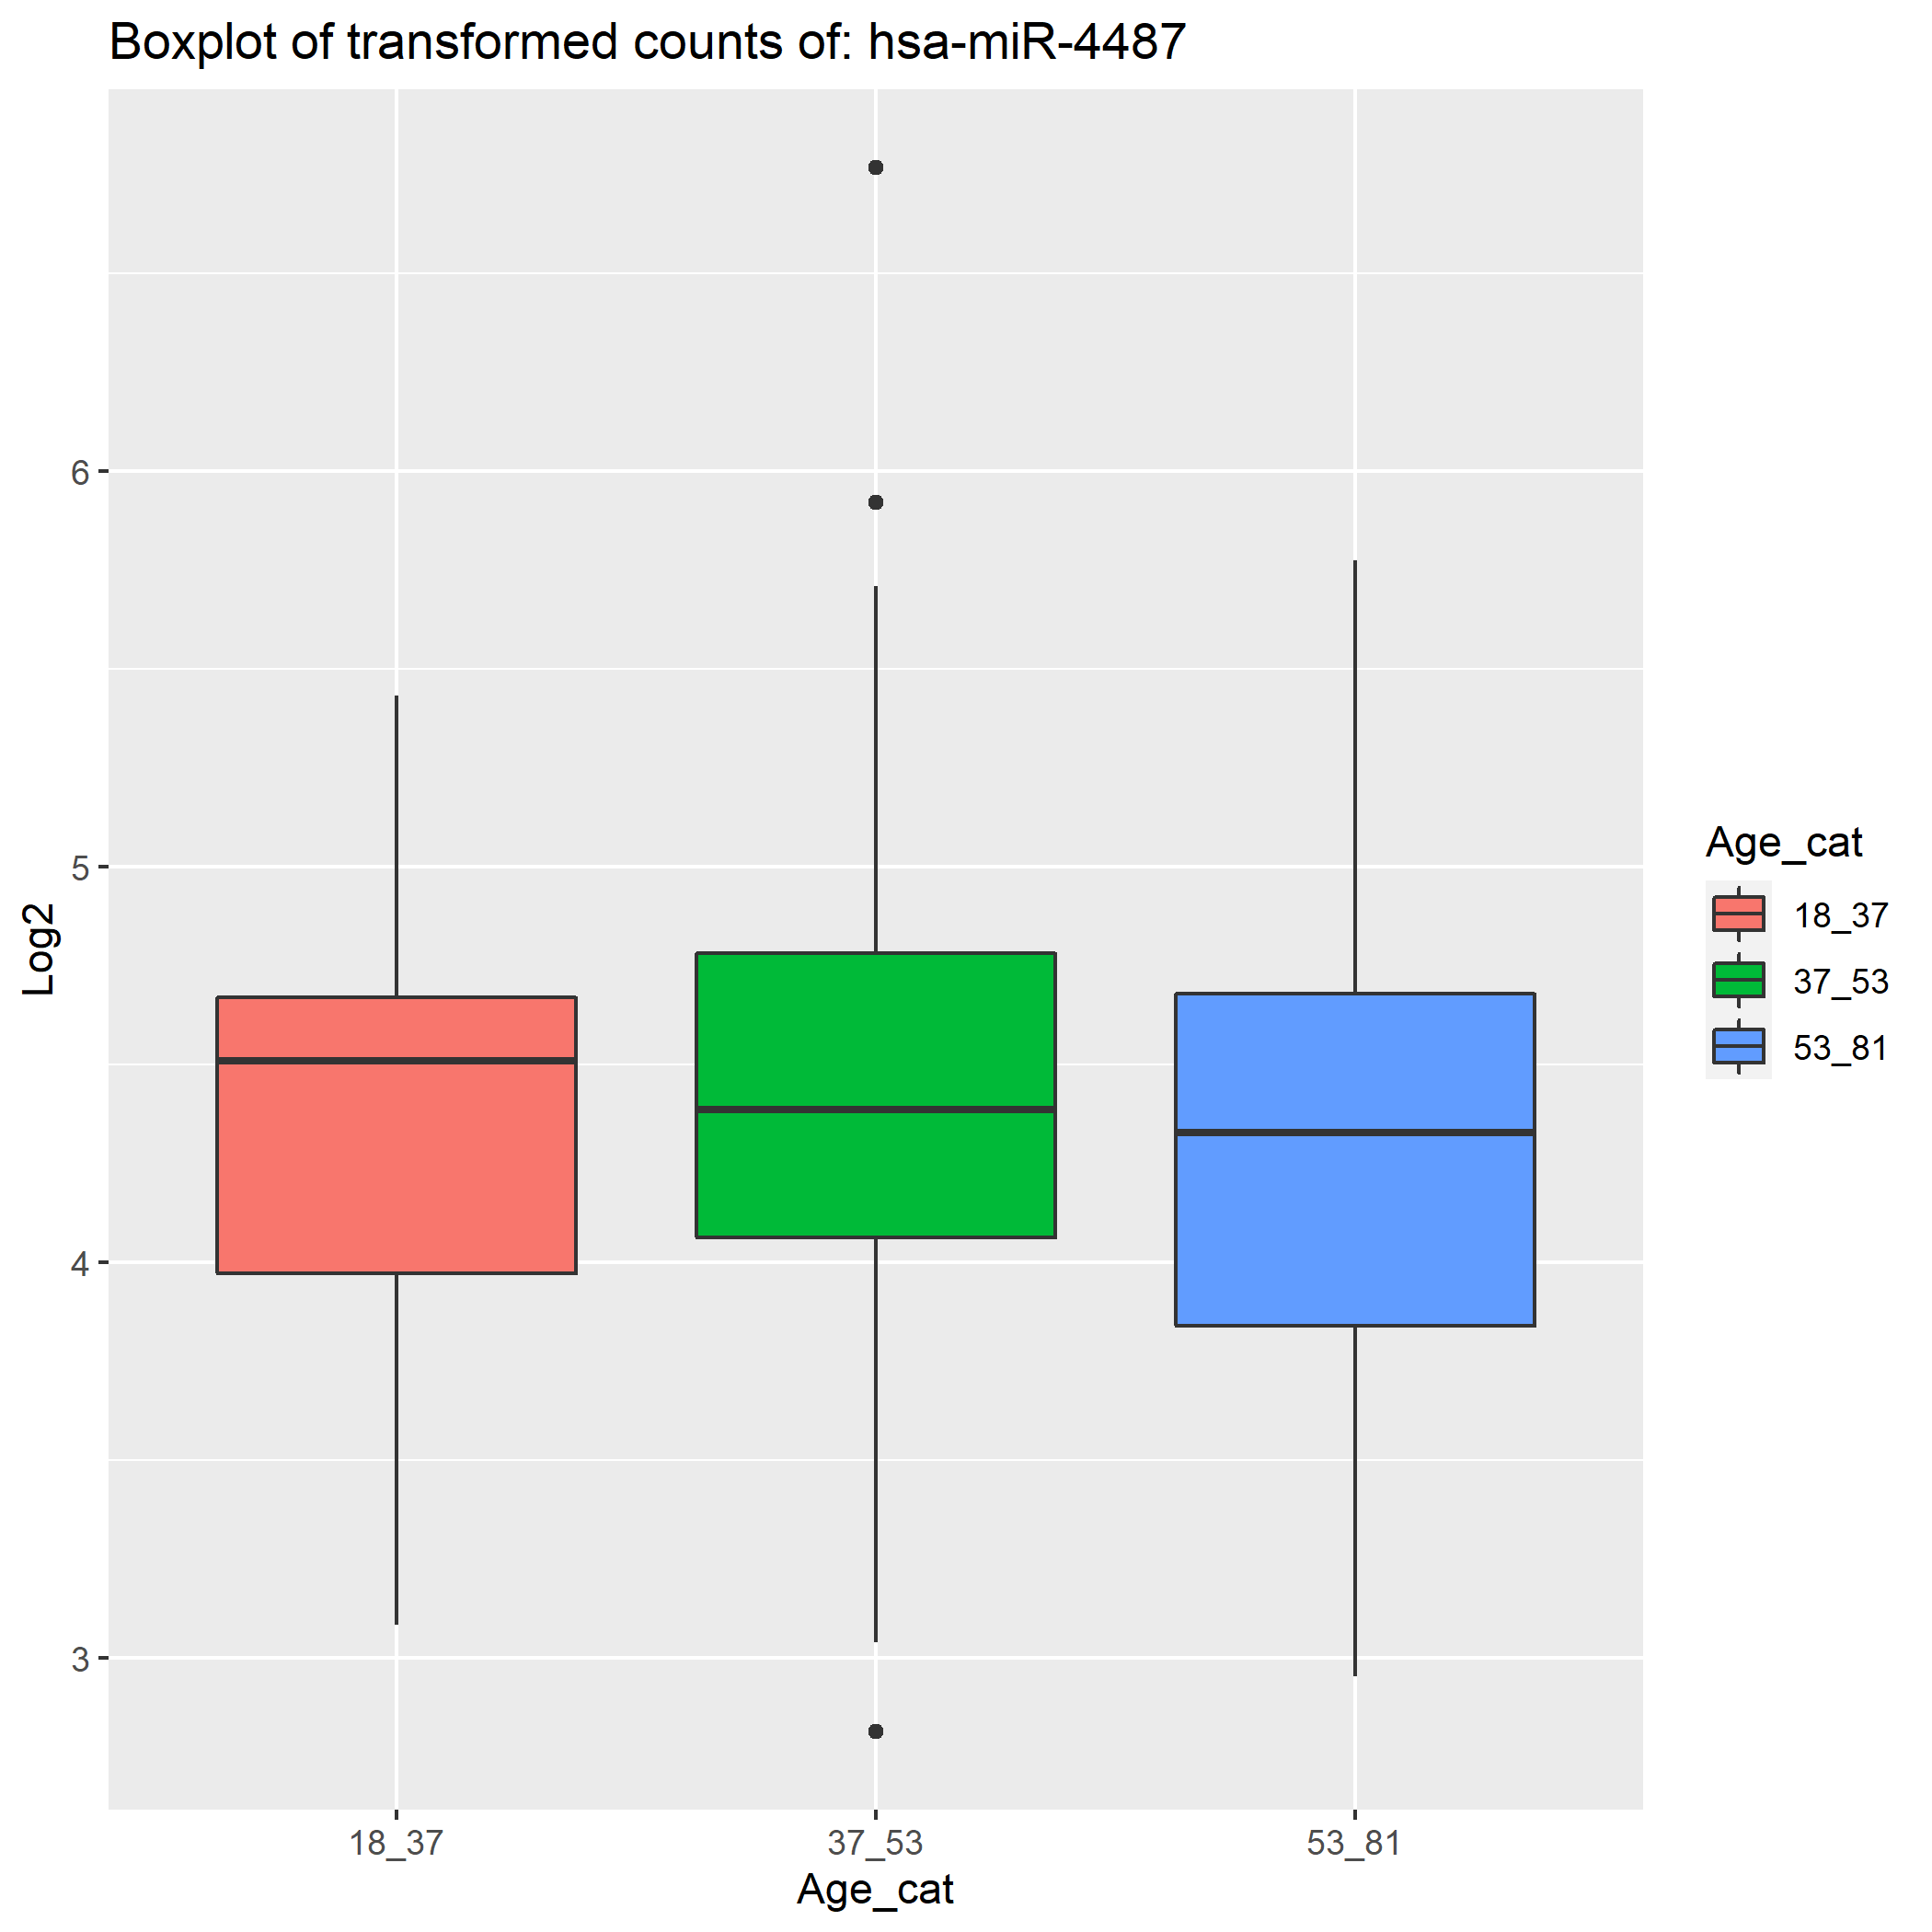 Boxplot of transformed counts of: hsa-miR-4487
6
5
4
3
Log2
18_37
37_53
53_81
Age_cat
Age_cat
18_37
37_53
53_81